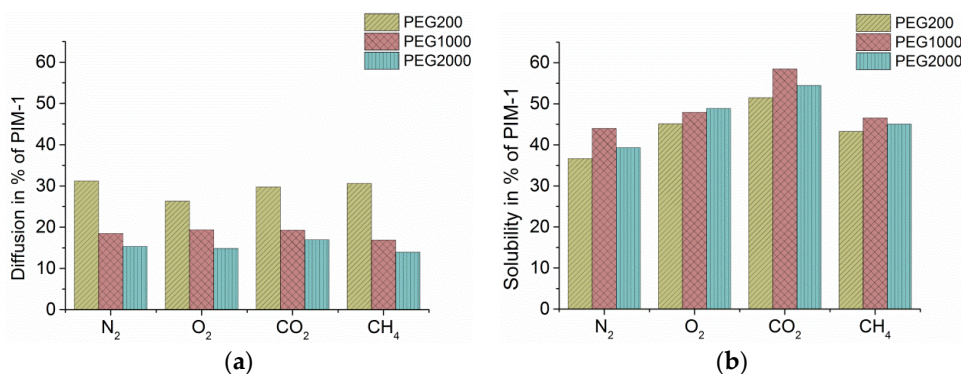 PEG200
PEG1000
PEG2000
Diffusion in % of PIM-1
60
50
40
30
20
10
0
N₂ O₂ CO₂ CH₄
(a)
PEG200
PEG1000
PEG2000
Solubility in % of PIM-1
60
50
40
30
20
10
0
N₂ O₂ CO₂ CH₄
(b)